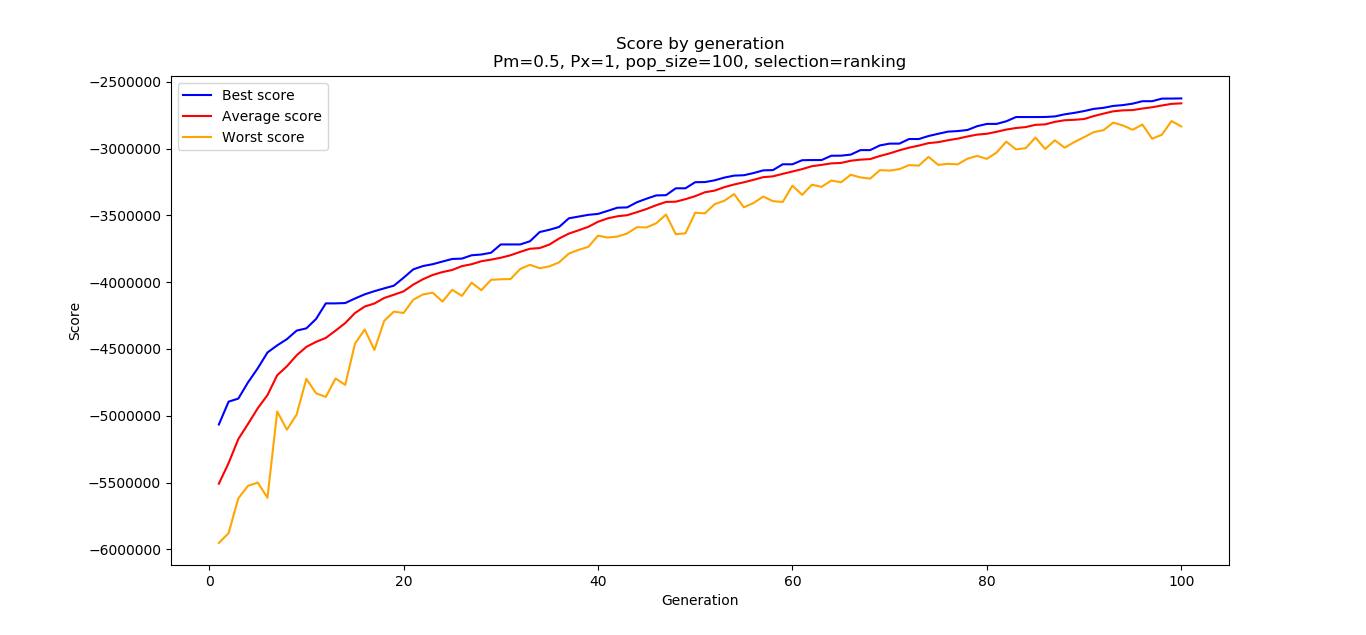 Score by generation
Pm=0.5, Px=1, pop_size=100, selection=ranking
−2500000
Best score
Average score
Worst score
−3000000
−3500000
−4000000
Score
−4500000
−5000000
−5500000
−6000000
0 20 40 60 80 100
Generation